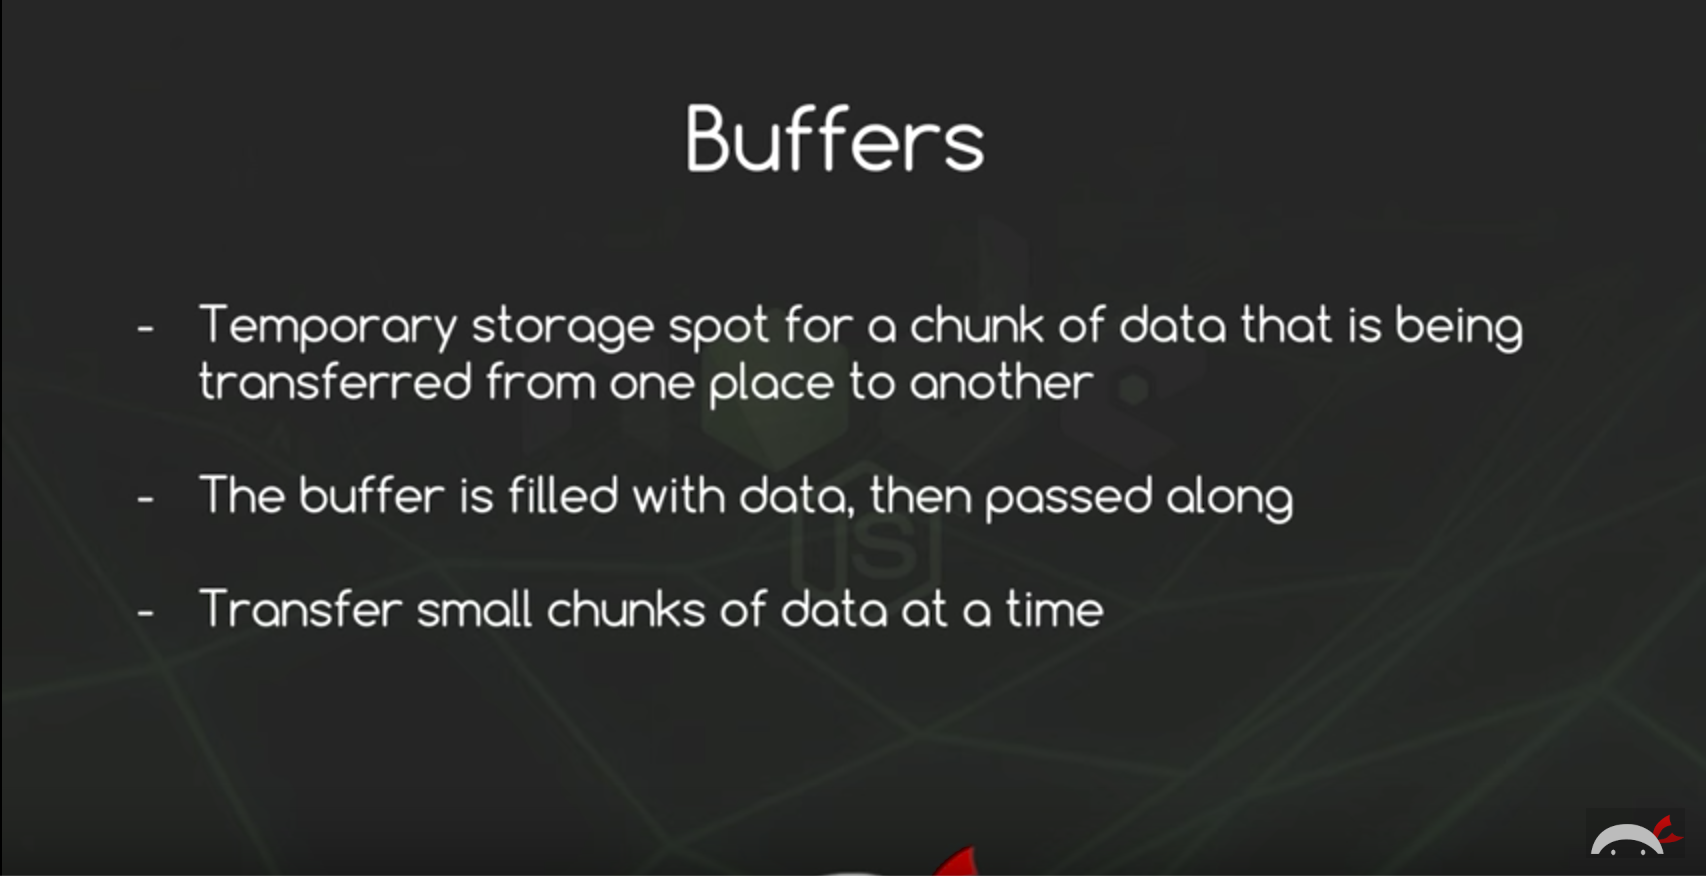 Buffers
- Temporary storage spot for a chunk of data that is being
transferred from one place to another
- The buffer is filled with data, then passed along
- Transfer small chunks of data at a time